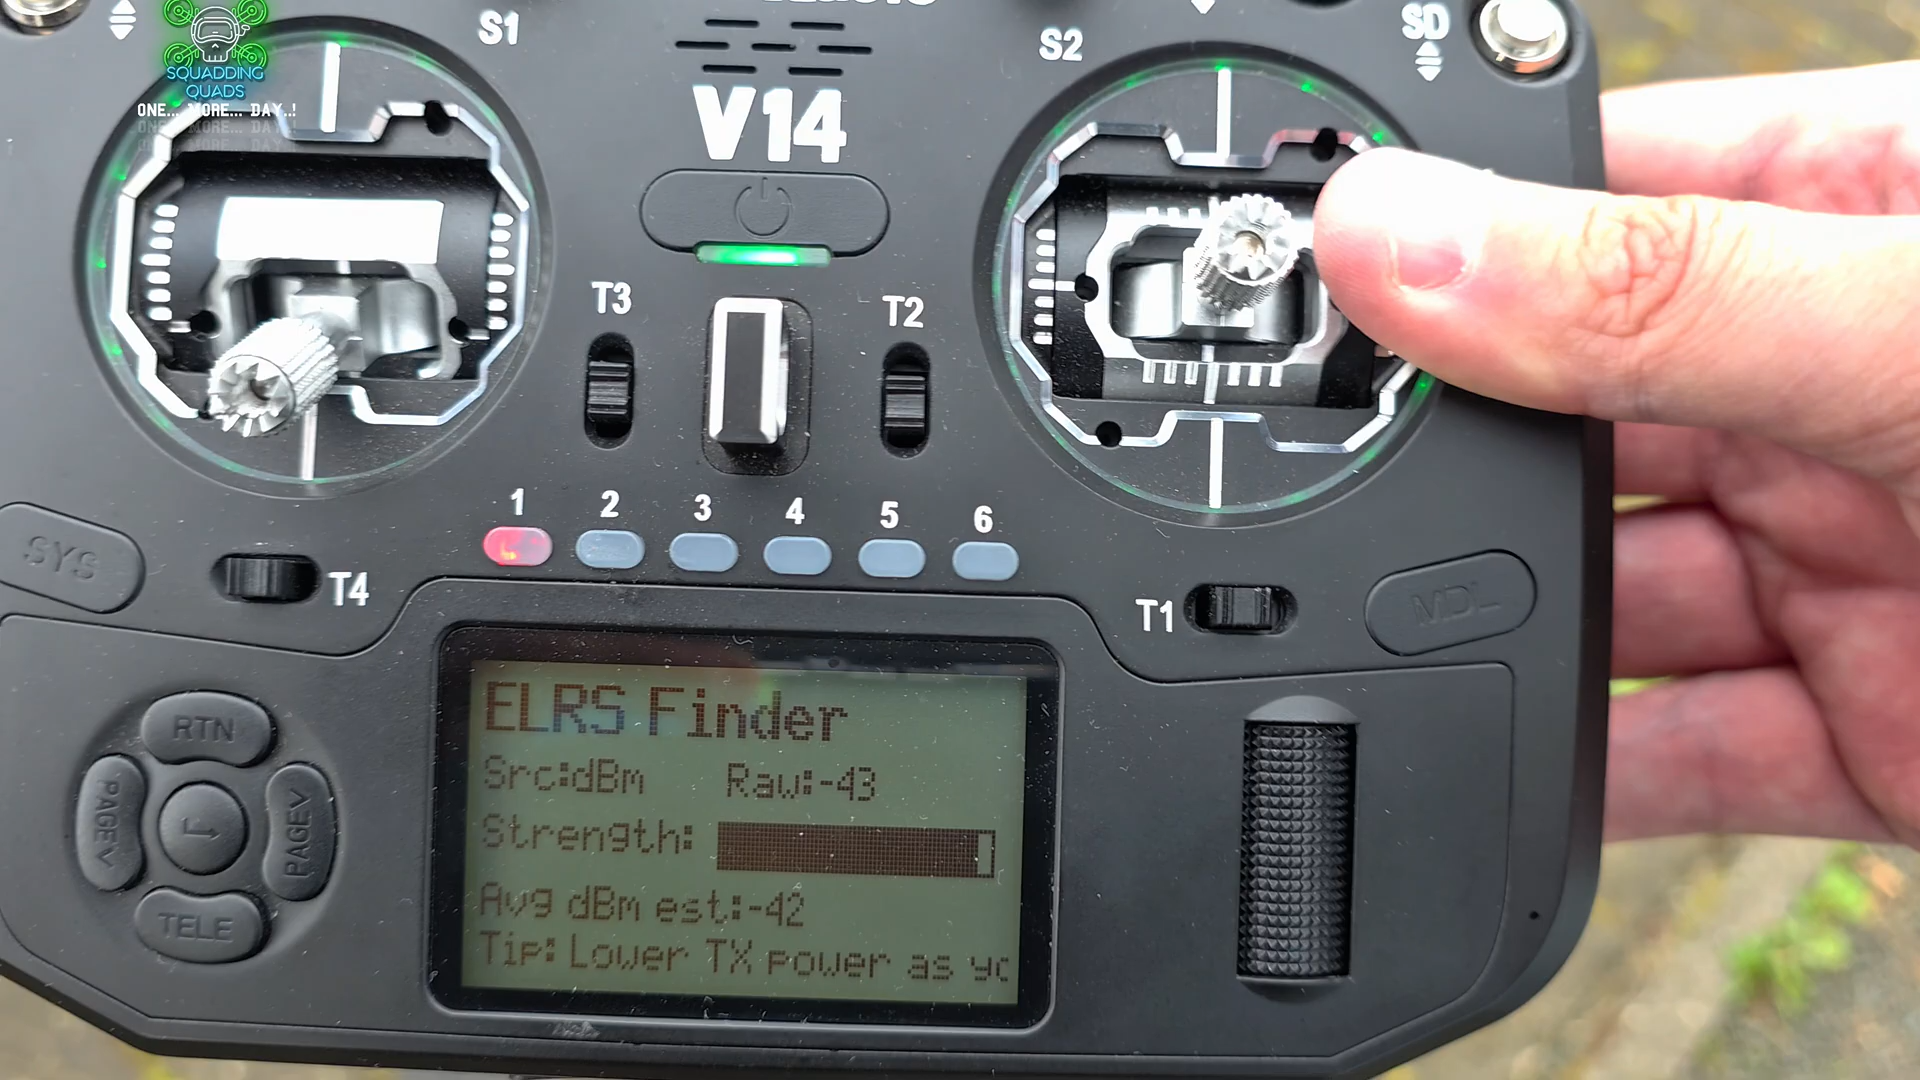 S1
S2
SD
SQUADDING
QUADS
ONE... MORE... DAY..!
V14
T3
T2
1 2 3 4 5 6
SYS
T4
T1
MDL
ELRS Finder
Src:dBm Raw:-43
Strength:
Avg dBm est:-42
Tip: Lower TX power as yo
RTN
PAGE
PAGE
TELE